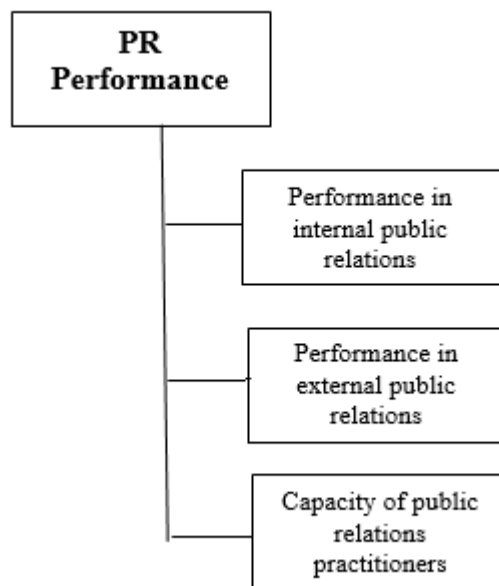 PR
Performance
Performance in
internal public
relations
Performance in
external public
relations
Capacity of public
relations
practitioners